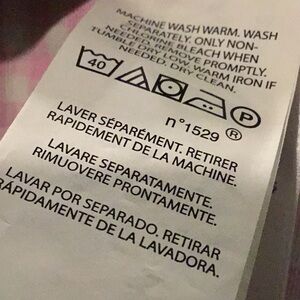 MACHINE WASH WARM. WASH
SEPARATELY. ONLY NON-
CHLORINE BLEACH WHEN
NEEDED. REMOVE PROMPTLY.
TUMBLE DRY LOW. WARM IRON IF
NEEDED. DRY CLEAN.
40 P
n°1529 ®
LAVER SÉPARÉMENT. RETIRER
RAPIDEMENT DE LA MACHINE.
LAVARE SEPARATAMENTE.
RIMUOVERE PRONTAMENTE.
LAVAR POR SEPARADO. RETIRAR
RÁPIDAMENTE DE LA LAVADORA.